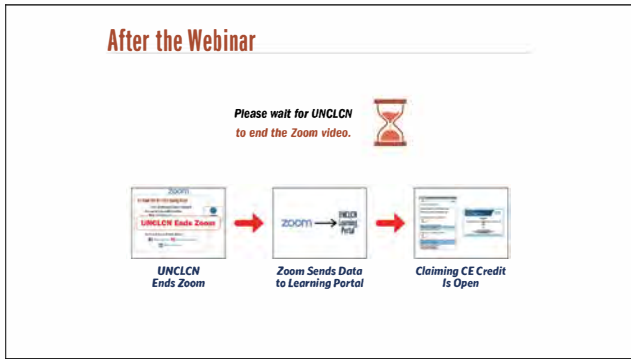 After the Webinar
Please wait for UNCLCN
to end the Zoom video.
zoom
UNCLCN Ends Zoom
zoom
UNCLCN
Learning
Portal
UNCLCN
Ends Zoom
Zoom Sends Data
to Learning Portal
Claiming CE Credit
Is Open